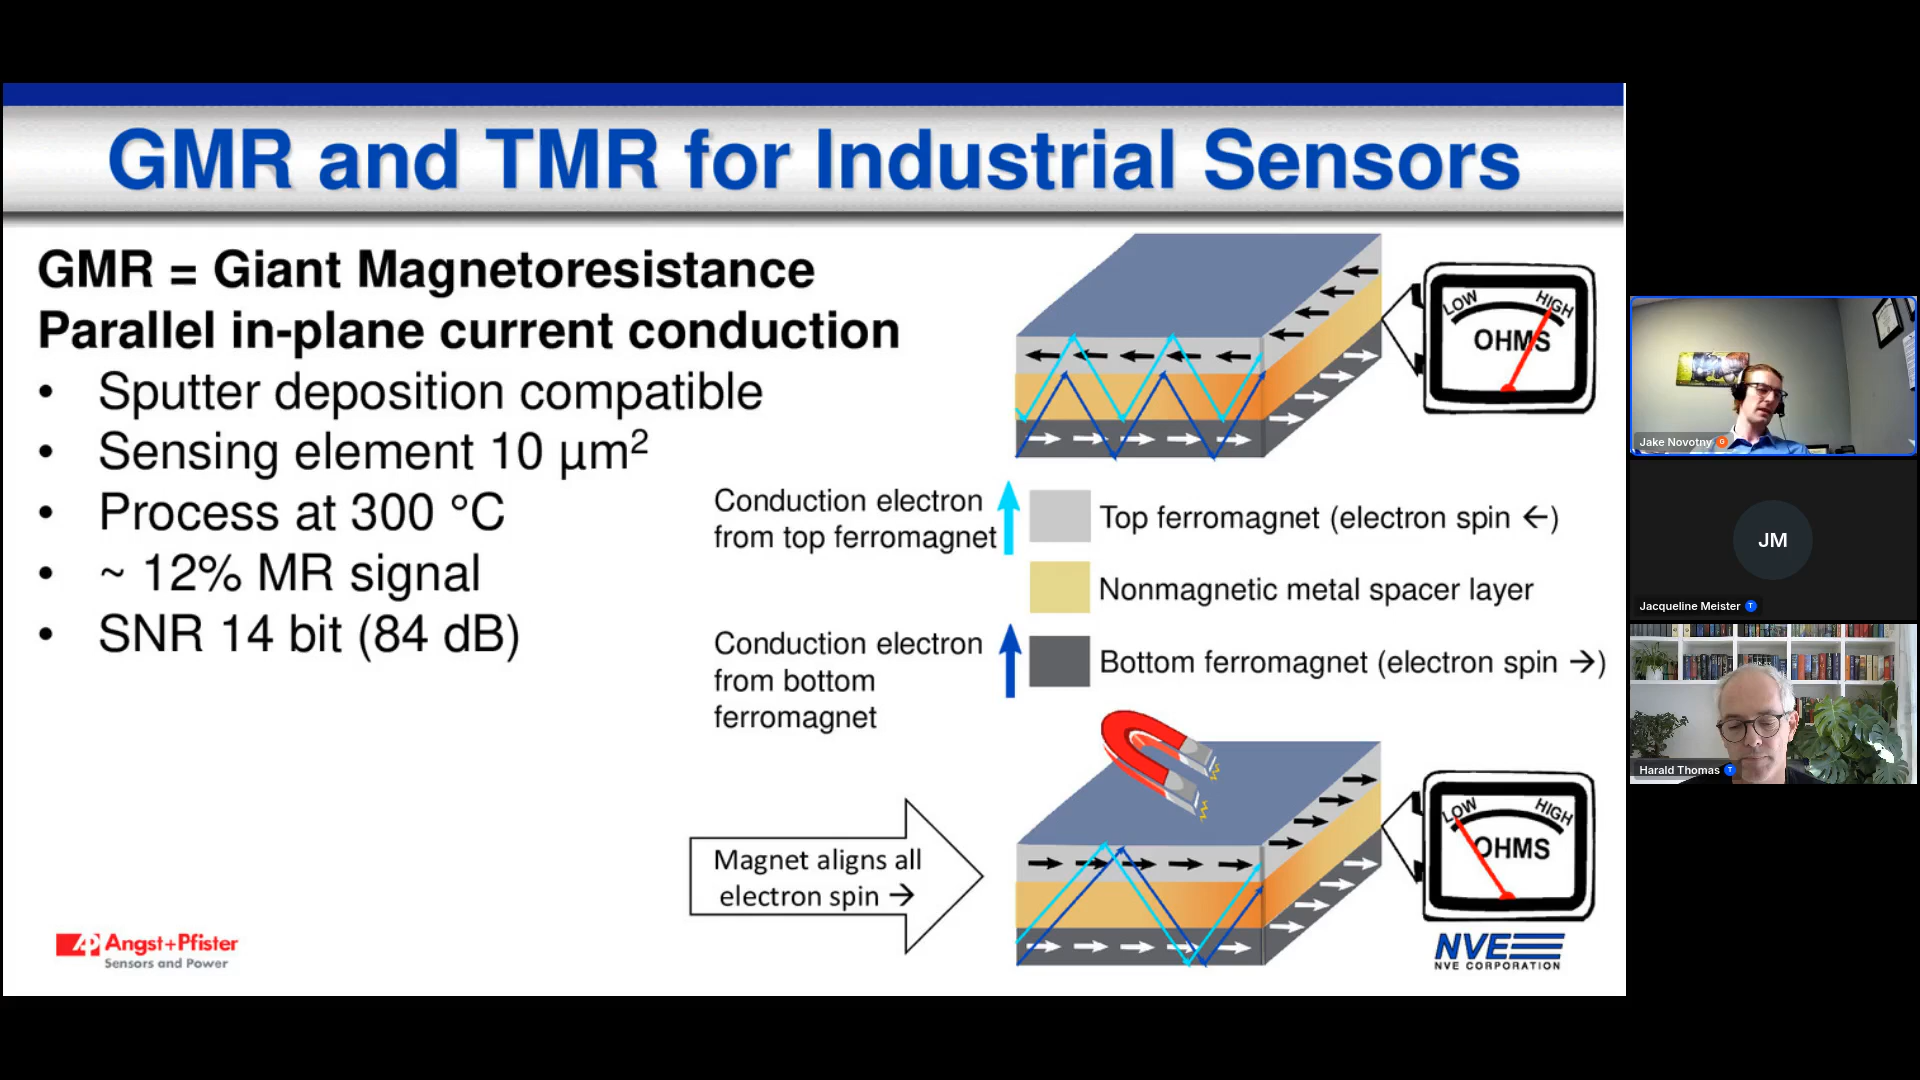 GMR and TMR for Industrial Sensors
GMR = Giant Magnetoresistance
Parallel in-plane current conduction
• Sputter deposition compatible
• Sensing element 10 µm²
• Process at 300 °C
• ~ 12% MR signal
• SNR 14 bit (84 dB)
LOW
HIGH
OHMS
Conduction electron
from top ferromagnet
Top ferromagnet (electron spin ←)
Nonmagnetic metal spacer layer
Conduction electron
from bottom
ferromagnet
Bottom ferromagnet (electron spin →)
Magnet aligns all
electron spin →
LOW
HIGH
OHMS
AP Angst+Pfister
Sensors and Power
NVE
NVE CORPORATION
Jake Novotny G
JM
Jacqueline Meister T
Harald Thomas T